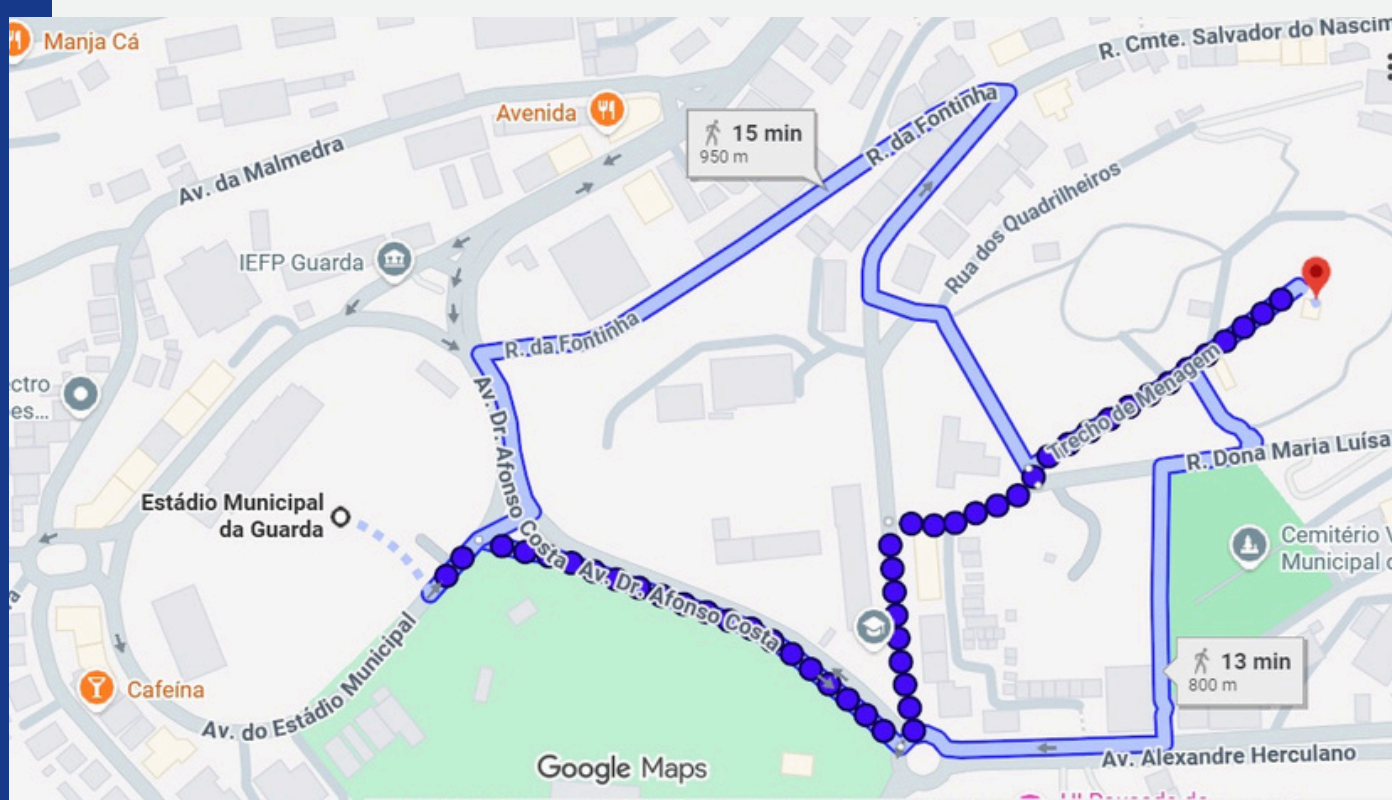 Manja Cá
R. Cmte. Salvador do Nascim
Avenida
15 min
950 m
R. da Fontinha
Av. da Malmedra
Rua dos Quadrilheiros
IEFP Guarda
R. da Fontinha
ctro
es...
Av. Dr. Afonso Costa
Trecho de Menagem
R. Dona Maria Luísa
Estádio Municipal
da Guarda
Cemitério V
Municipal d
Av. Dr. Afonso Costa
13 min
800 m
Cafeína
Av. do Estádio Municipal
Google Maps
Av. Alexandre Herculano